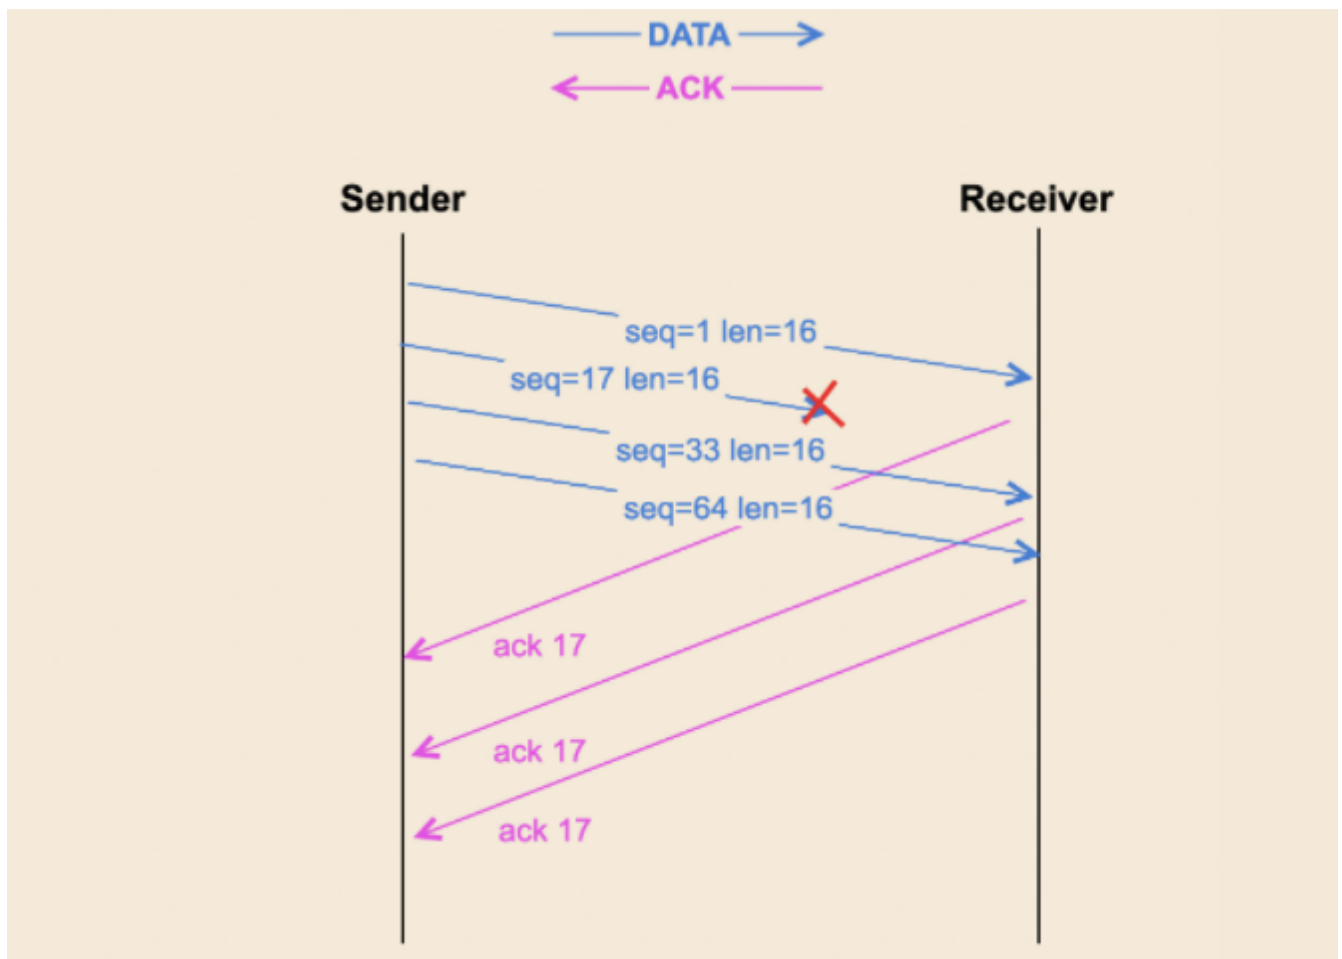 DATA
ACK
Sender
Receiver
seq=1 len=16
seq=17 len=16
seq=33 len=16
seq=64 len=16
ack 17
ack 17
ack 17